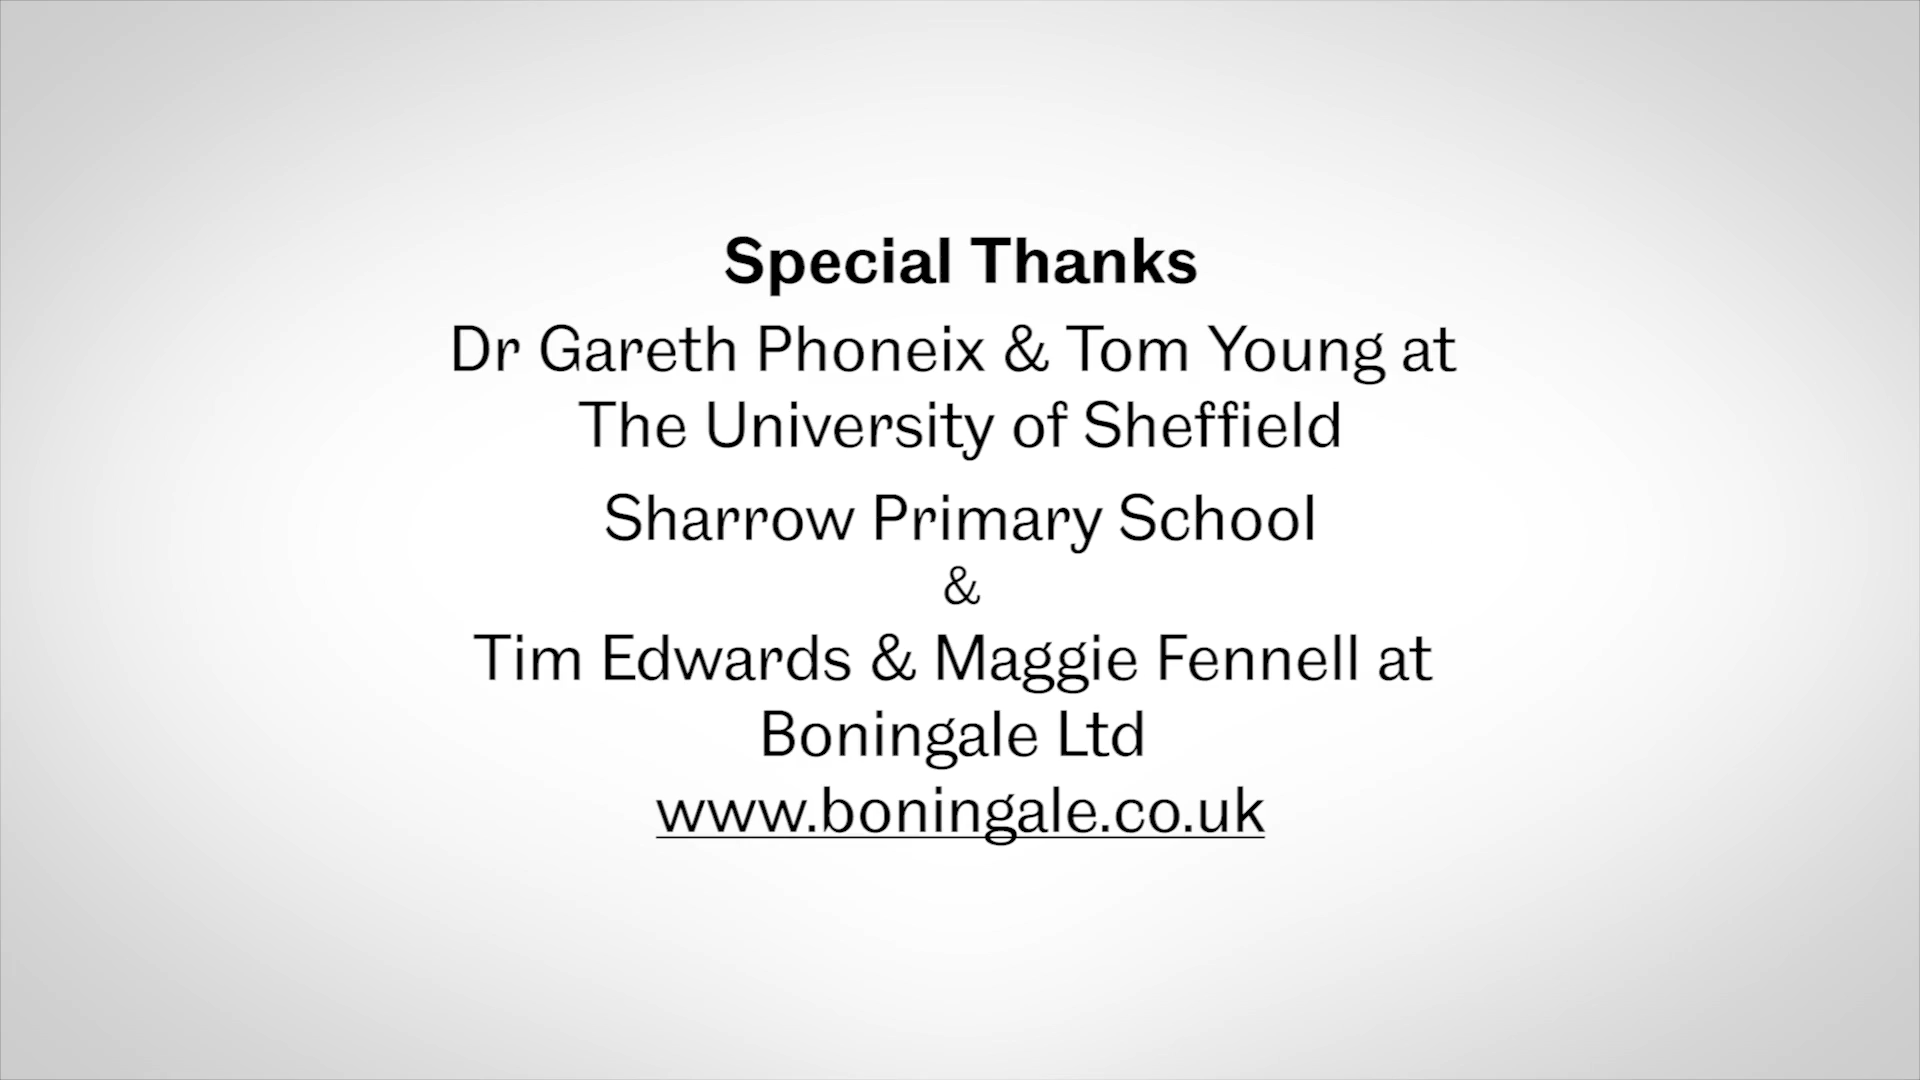 Special Thanks
Dr Gareth Phoneix & Tom Young at
The University of Sheffield
Sharrow Primary School
&
Tim Edwards & Maggie Fennell at
Boningale Ltd
www.boningale.co.uk